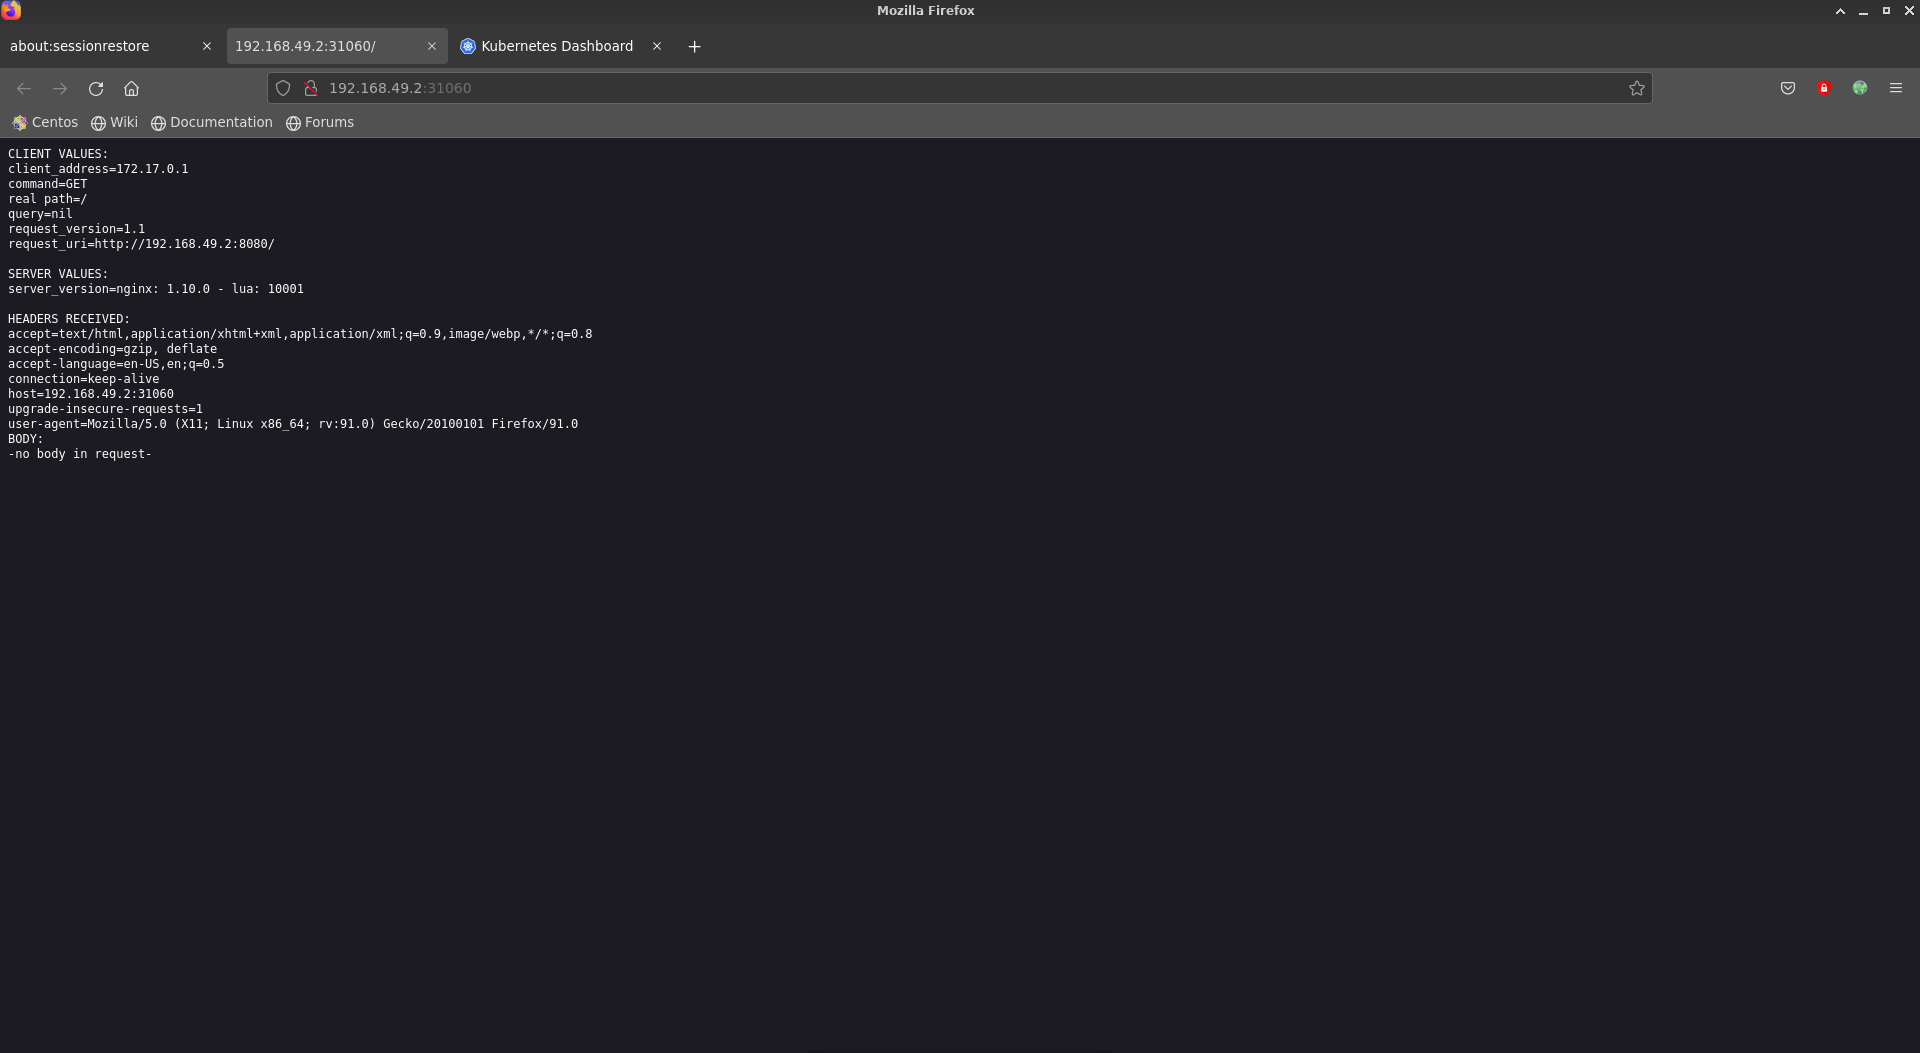 Mozilla Firefox
about:sessionrestore
192.168.49.2:31060/
Kubernetes Dashboard
192.168.49.2:31060
Centos Wiki Documentation Forums
CLIENT VALUES:
client_address=172.17.0.1
command=GET
real path=/
query=nil
request_version=1.1
request_uri=http://192.168.49.2:8080/
SERVER VALUES:
server_version=nginx: 1.10.0 - lua: 10001
HEADERS RECEIVED:
accept=text/html,application/xhtml+xml,application/xml;q=0.9,image/webp,*/*;q=0.8
accept-encoding=gzip, deflate
accept-language=en-US,en;q=0.5
connection=keep-alive
host=192.168.49.2:31060
upgrade-insecure-requests=1
user-agent=Mozilla/5.0 (X11; Linux x86_64; rv:91.0) Gecko/20100101 Firefox/91.0
BODY:
-no body in request-